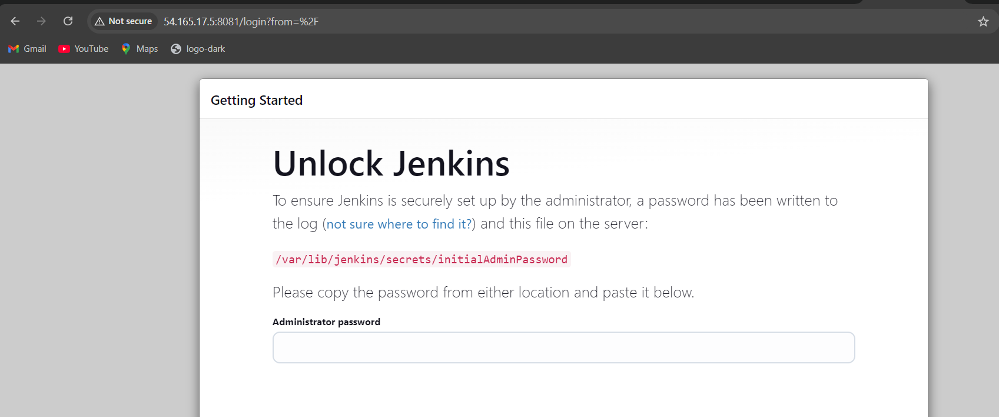 Not secure 54.165.17.5:8081/login?from=%2F
Gmail YouTube Maps logo-dark
Getting Started
Unlock Jenkins
To ensure Jenkins is securely set up by the administrator, a password has been written to
the log (not sure where to find it?) and this file on the server:
/var/lib/jenkins/secrets/initialAdminPassword
Please copy the password from either location and paste it below.
Administrator password